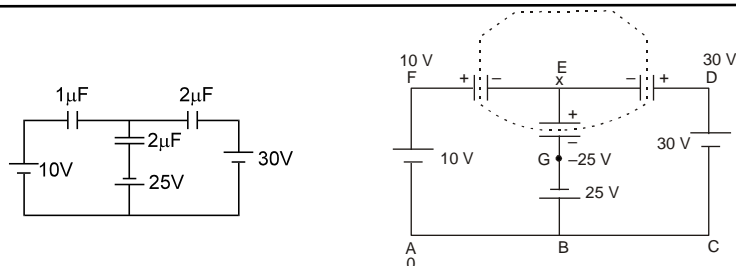 1μF
2μF
2μF
10V
25V
30V
10 V
F
+
–
E
x
–
+
30 V
D
+
–
G
–25 V
10 V
25 V
30 V
A
0
B
C